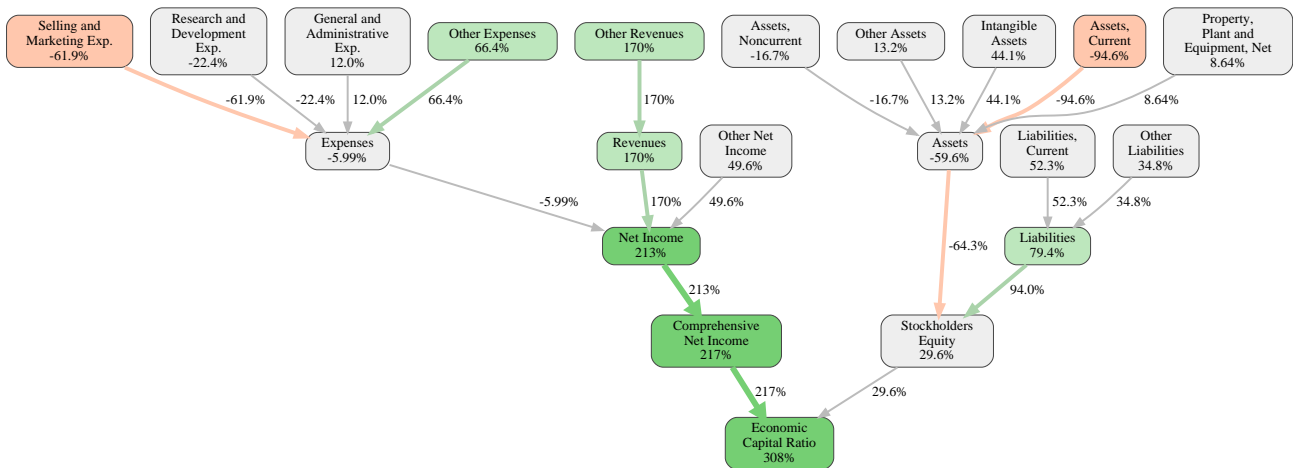 Selling and
Marketing Exp.
-61.9%
Research and
Development
Exp.
-22.4%
General and
Administrative
Exp.
12.0%
Other Expenses
66.4%
Other Revenues
170%
Assets,
Noncurrent
-16.7%
Other Assets
13.2%
Intangible
Assets
44.1%
Assets,
Current
-94.6%
Property,
Plant and
Equipment, Net
8.64%
-61.9%
-22.4%
12.0%
66.4%
170%
-16.7%
13.2%
44.1%
-94.6%
8.64%
Expenses
-5.99%
Revenues
170%
Other Net
Income
49.6%
Assets
-59.6%
Liabilities,
Current
52.3%
Other
Liabilities
34.8%
-5.99%
170%
49.6%
-64.3%
52.3%
34.8%
Net Income
213%
Liabilities
79.4%
213%
94.0%
Comprehensive
Net Income
217%
Stockholders
Equity
29.6%
217%
29.6%
Economic
Capital Ratio
308%